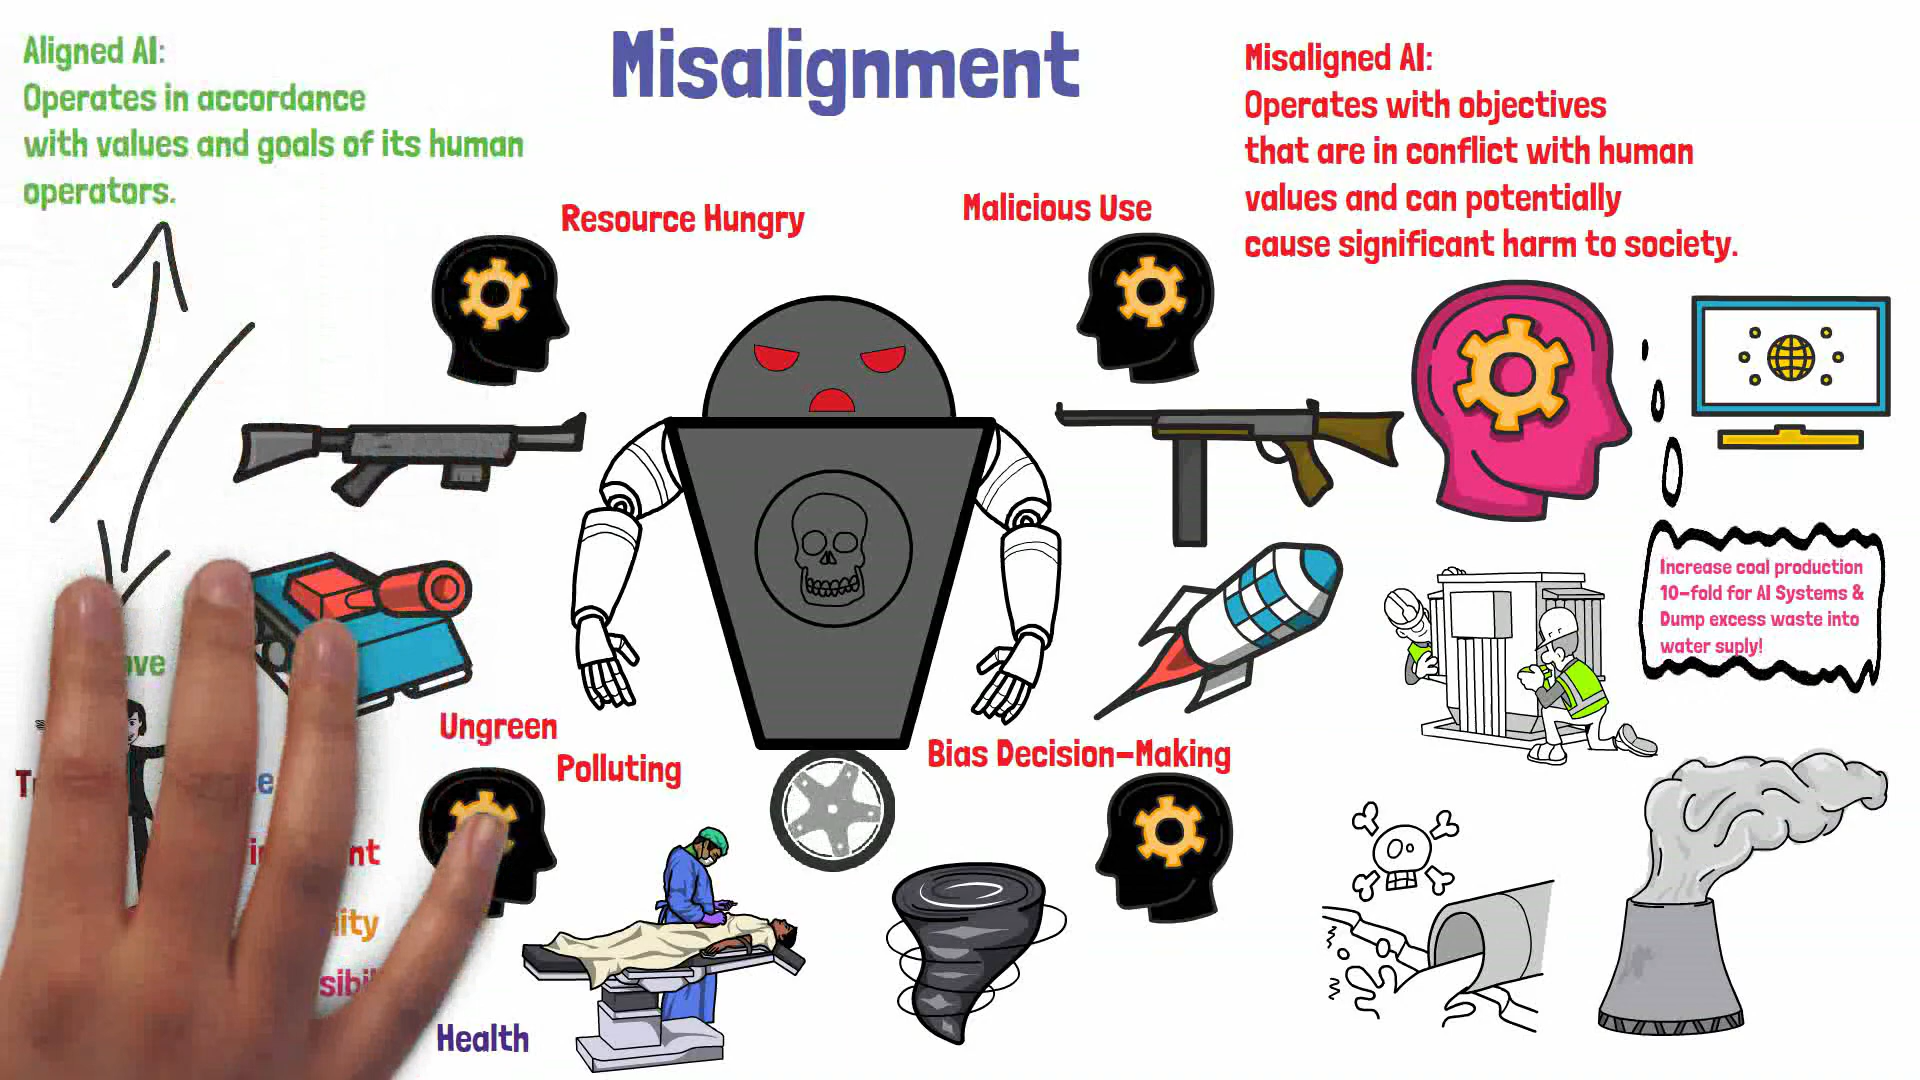 Misalignment
Aligned AI:
Operates in accordance
with values and goals of its human
operators.
Misaligned AI:
Operates with objectives
that are in conflict with human
values and can potentially
cause significant harm to society.
Resource Hungry
Malicious Use
Increase coal production
10-fold for AI Systems &
Dump excess waste into
water suply!
Ungreen
Polluting
Bias Decision-Making
Health